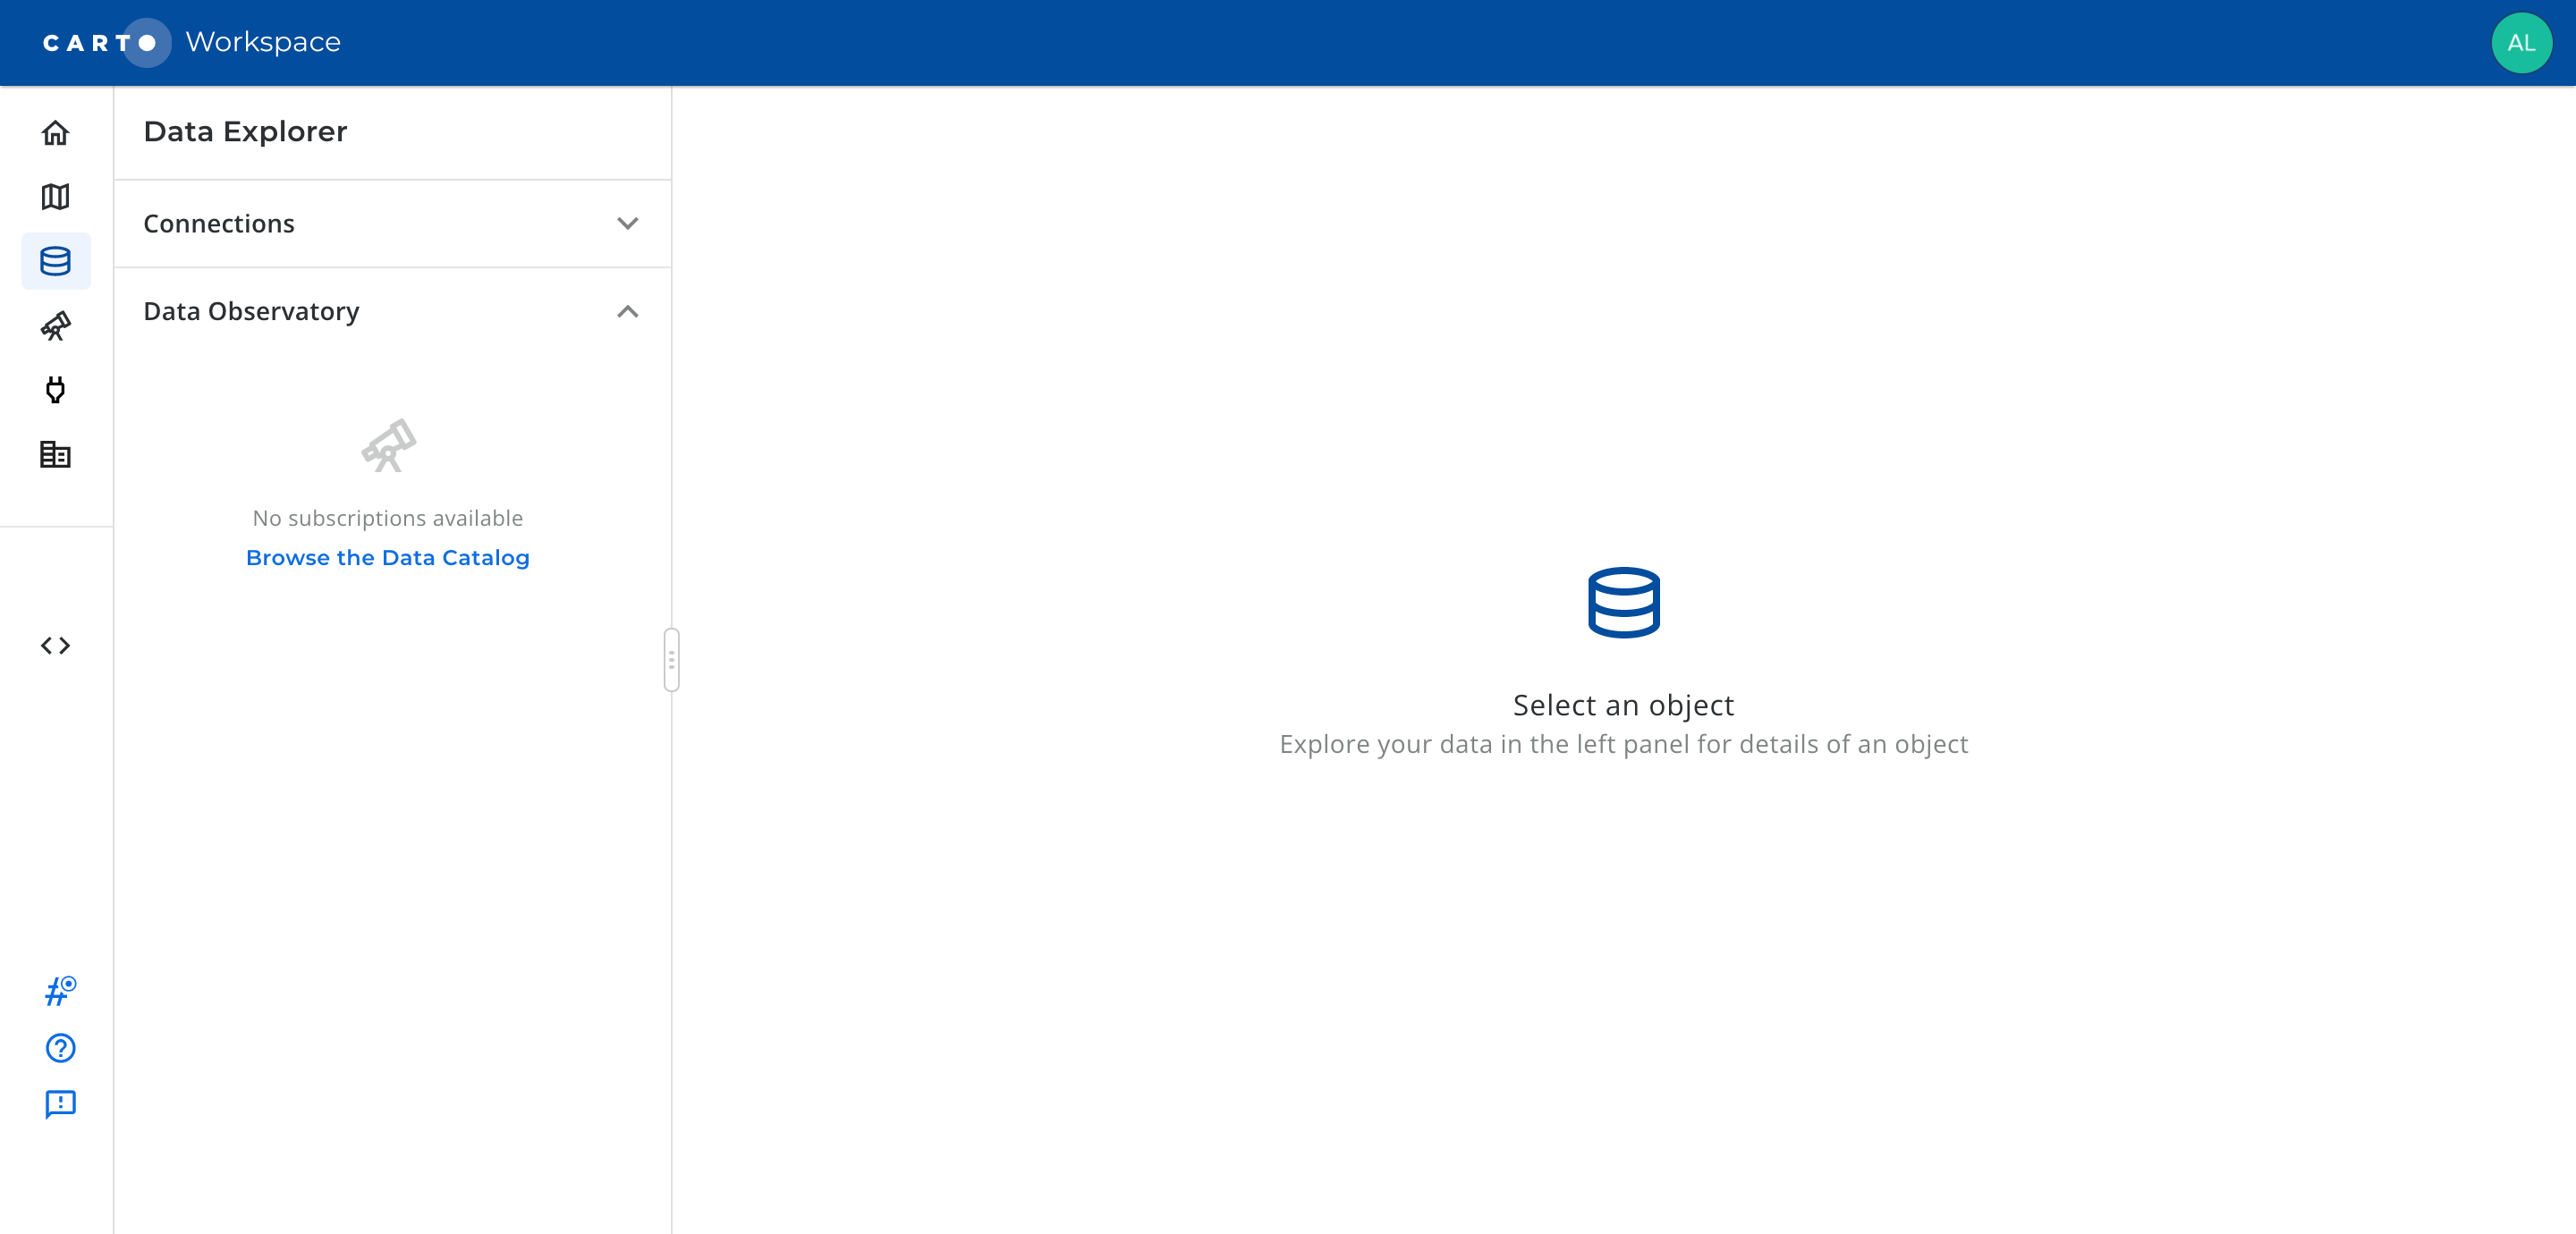 CARTO Workspace
AL
Data Explorer
Connections
Data Observatory
No subscriptions available
Browse the Data Catalog
Select an object
Explore your data in the left panel for details of an object